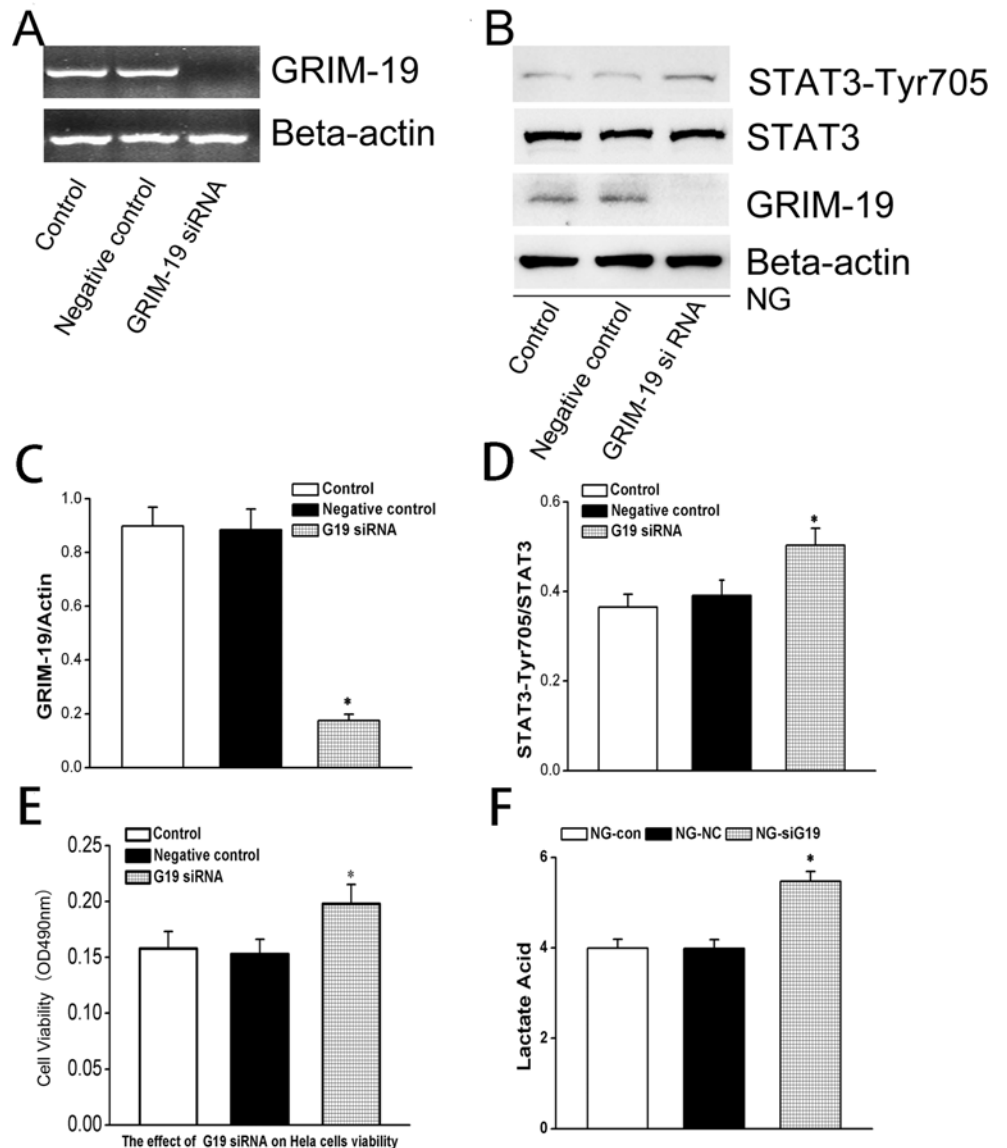 A
GRIM-19
Beta-actin
Control
Negative control
GRIM-19 siRNA
B
STAT3-Tyr705
STAT3
GRIM-19
Beta-actin
NG
Control
Negative control
GRIM-19 si RNA
C
Control
Negative control
G19 siRNA
GRIM-19/Actin
1.0
0.8
0.6
0.4
0.2
0.0
*
D
Control
Negative control
G19 siRNA
STAT3-Tyr705/STAT3
0.6
0.4
0.2
0.0
*
E
Control
Negative control
G19 siRNA
Cell Viability (OD490nm)
0.25
0.20
0.15
0.10
0.05
0.00
*
The effect of G19 siRNA on Hela cells viability
F
NG-con NG-NC NG-siG19
Lactate Acid
6
4
2
0
*